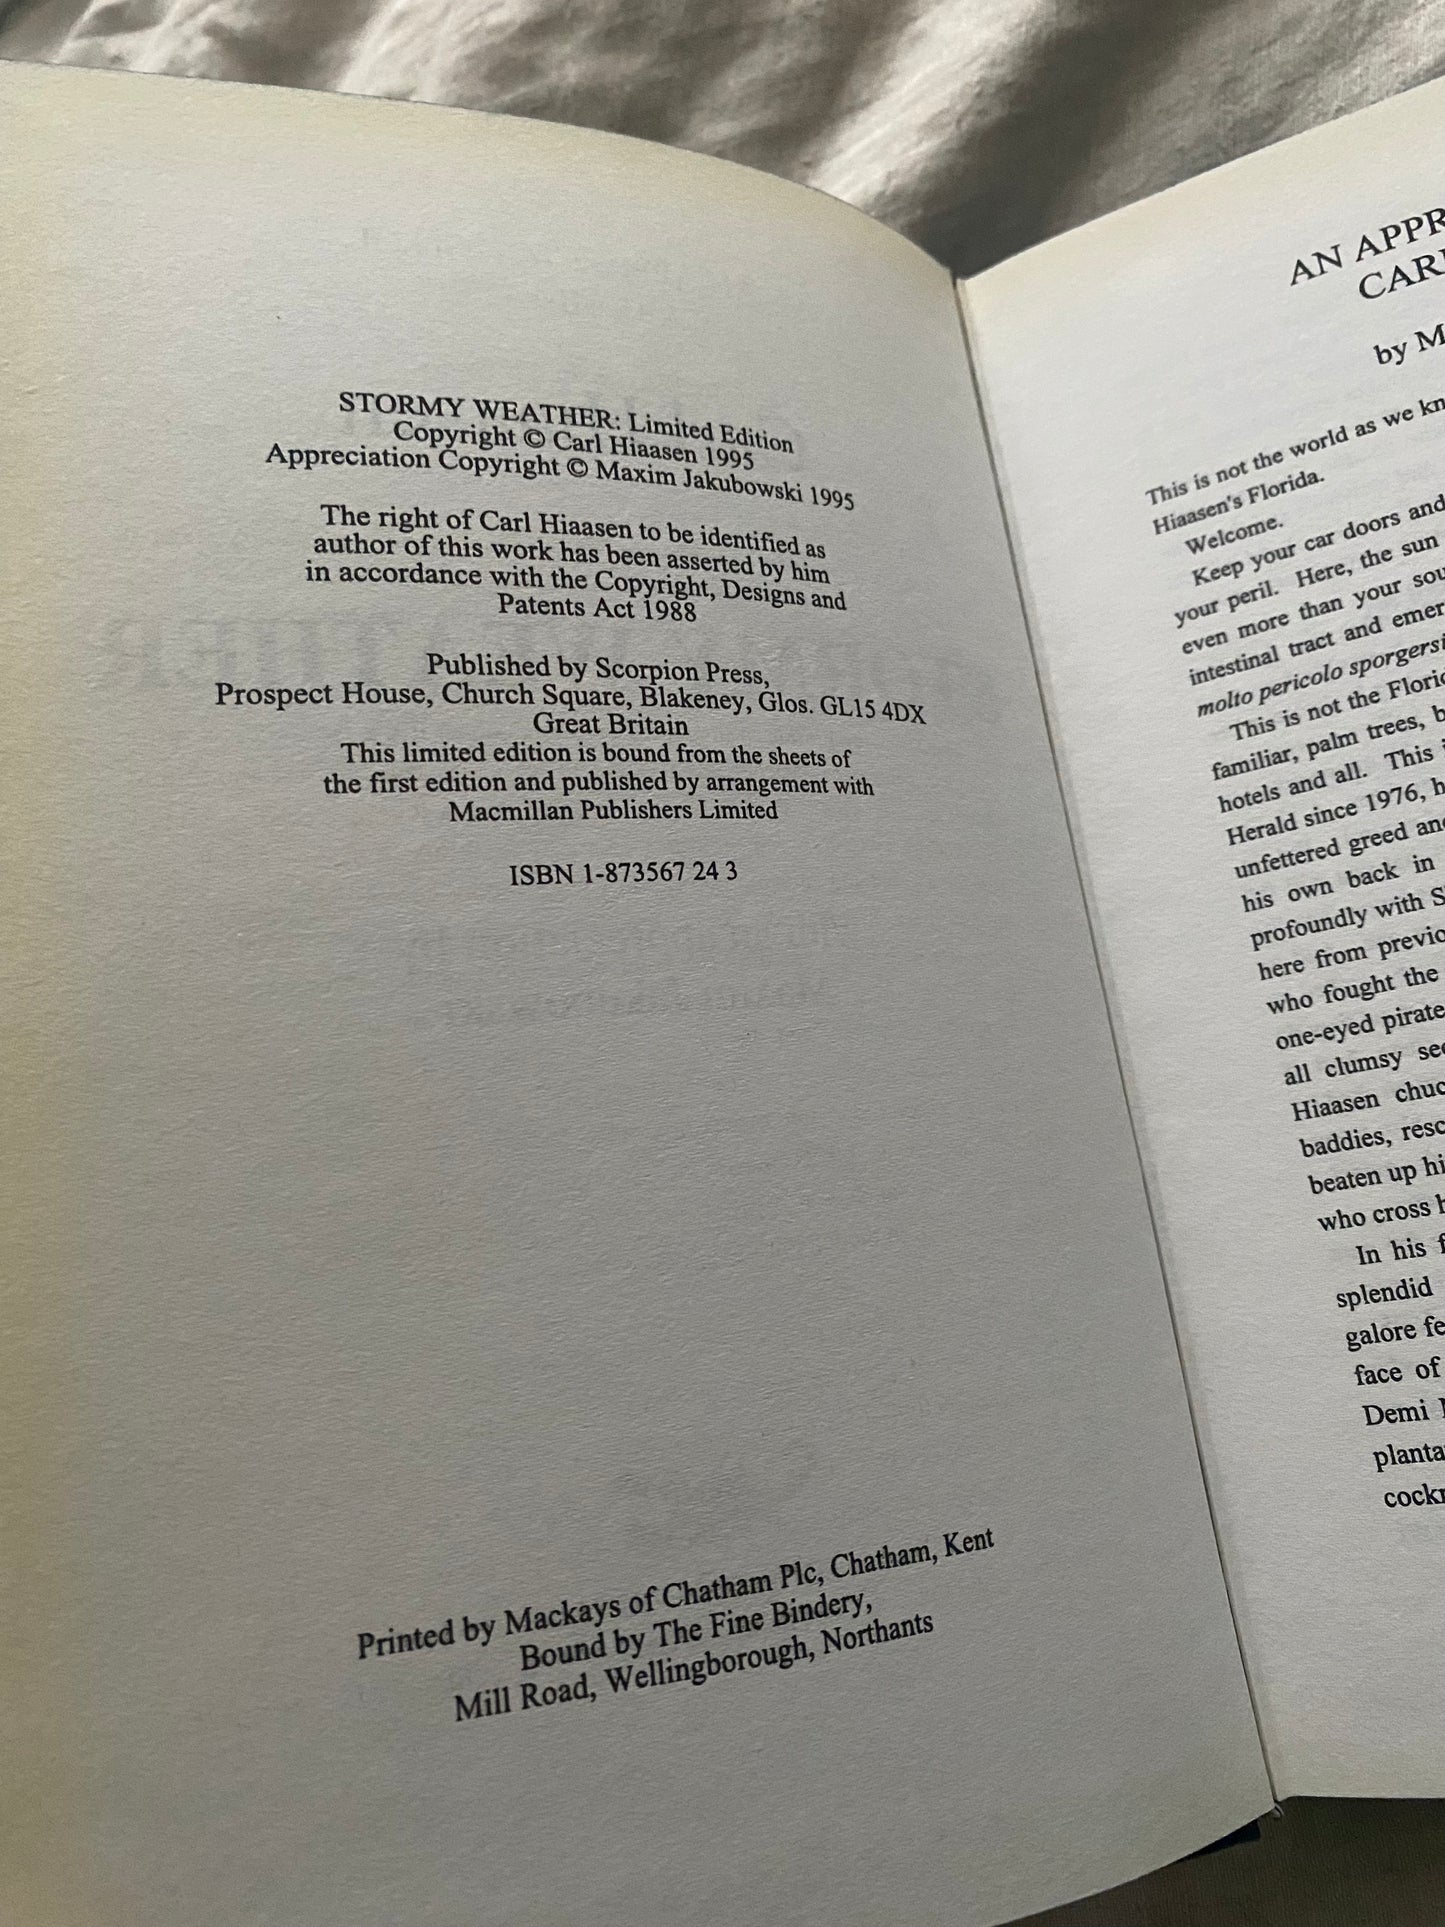 STORMY WEATHER: Limited Edition
Copyright © Carl Hiaasen 1995
Appreciation Copyright © Maxim Jakubowski 1995
The right of Carl Hiaasen to be identified as
author of this work has been asserted by him
in accordance with the Copyright, Designs and
Patents Act 1988
Published by Scorpion Press,
Prospect House, Church Square, Blakeney, Glos. GL15 4DX
Great Britain
This limited edition is bound from the sheets of
the first edition and published by arrangement with
Macmillan Publishers Limited
ISBN 1-873567 24 3
Printed by Mackays of Chatham Plc, Chatham, Kent
Bound by The Fine Bindery,
Mill Road, Wellingborough, Northants
AN APPR
CARL
by M
This is not the world as we kn
Hiaasen's Florida.
Welcome.
Keep your car doors and
your peril. Here, the sun
even more than your sou
intestinal tract and emer
molto pericolo sporgersi
This is not the Floric
familiar, palm trees, b
hotels and all. This i
Herald since 1976, h
unfettered greed and
his own back in
profoundly with S
here from previo
who fought the
one-eyed pirate
all clumsy see
Hiaasen chuc
baddies, resc
beaten up hi
who cross h
In his f
splendid
galore fe
face of
Demi M
planta
cock